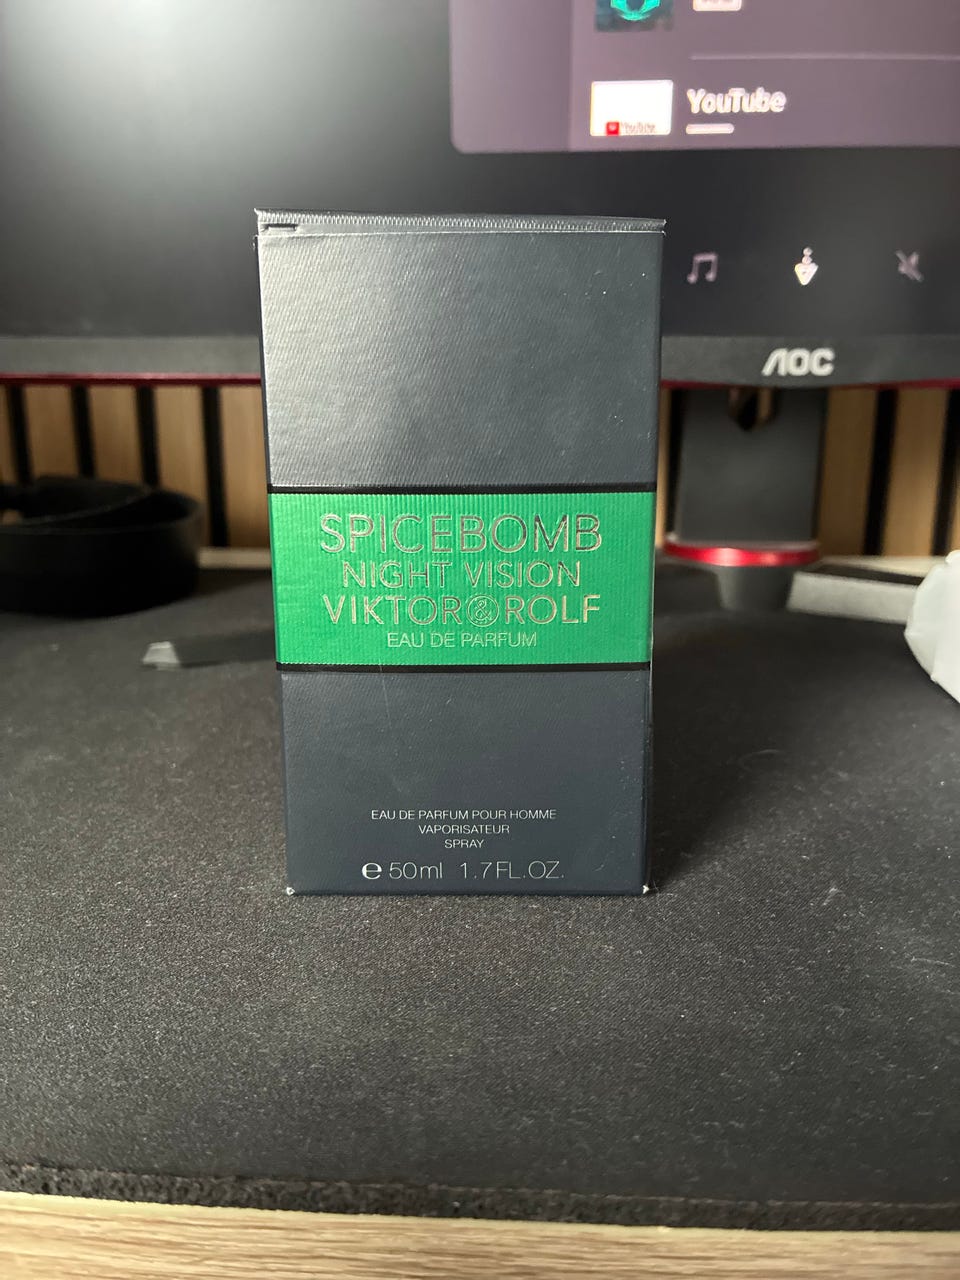 YouTube
YouTube
AOC
SPICEBOMB
NIGHT VISION
VIKTOR&ROLF
EAU DE PARFUM
EAU DE PARFUM POUR HOMME
VAPORISATEUR
SPRAY
e 50ml 1.7FL.OZ.